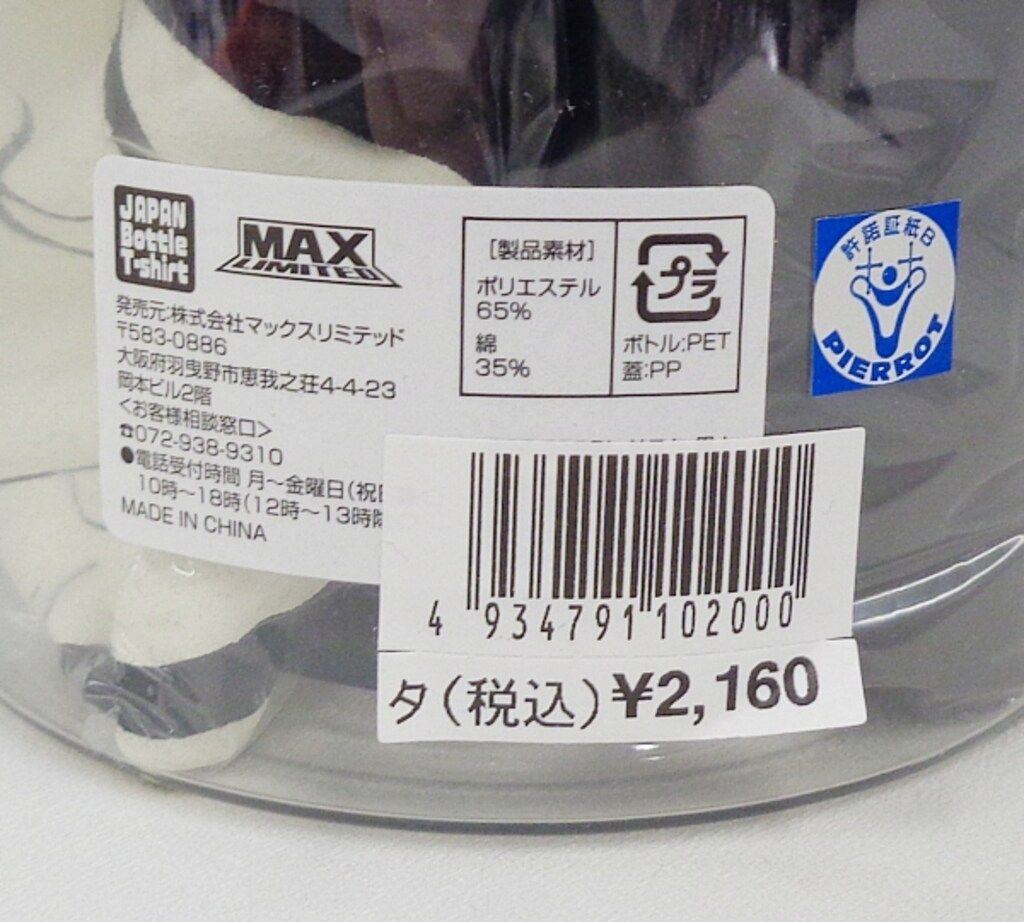 JAPAN
Bottle
T-shirt
MAX
LIMITED
発売元:株式会社マックスリミテッド
〒583-0886
大阪府羽曳野市恵我之荘4-4-23
岡本ビル2階
<お客様相談窓口>
☎072-938-9310
●電話受付時間 月～金曜日(祝
10時～18時(12時～13時
MADE IN CHINA
[製品素材]
ポリエステル
65%
綿
35%
プラ
ボトル:PET
蓋:PP
許諾証紙B
PIERROT
4 934791 102000
タ(税込)¥2,160